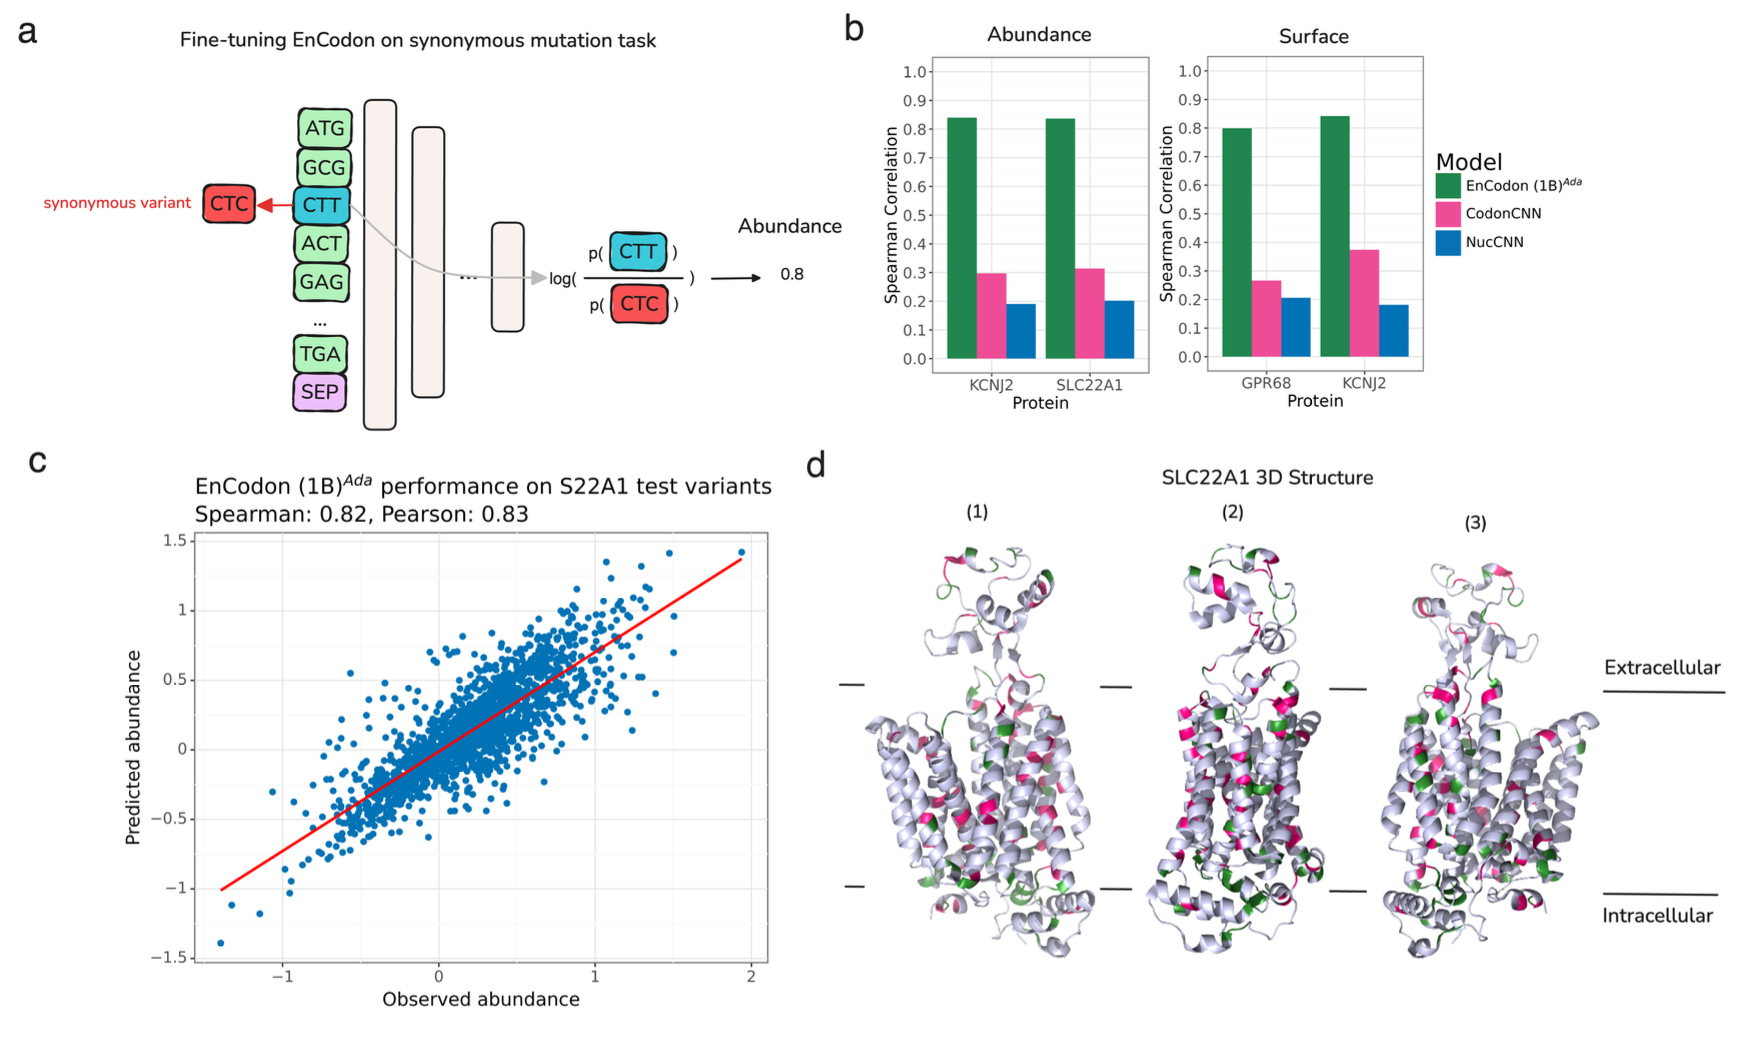 a
Fine-tuning EnCodon on synonymous mutation task
ATG
GCG
synonymous variant
CTC
CTT
ACT
GAG
...
TGA
SEP
...
log(
p( CTT )
p( CTC )
)
Abundance
0.8
b
Abundance
Spearman Correlation
1.0
0.9
0.8
0.7
0.6
0.5
0.4
0.3
0.2
0.1
0.0
KCNJ2
SLC22A1
Protein
Surface
Spearman Correlation
1.0
0.9
0.8
0.7
0.6
0.5
0.4
0.3
0.2
0.1
0.0
GPR68
KCNJ2
Protein
Model
EnCodon (1B)Ada
CodonCNN
NucCNN
c
EnCodon (1B)Ada performance on S22A1 test variants
Spearman: 0.82, Pearson: 0.83
Predicted abundance
1.5
1
0.5
0
−0.5
−1
−1.5
−1
0
1
2
Observed abundance
d
SLC22A1 3D Structure
(1)
(2)
(3)
Extracellular
Intracellular